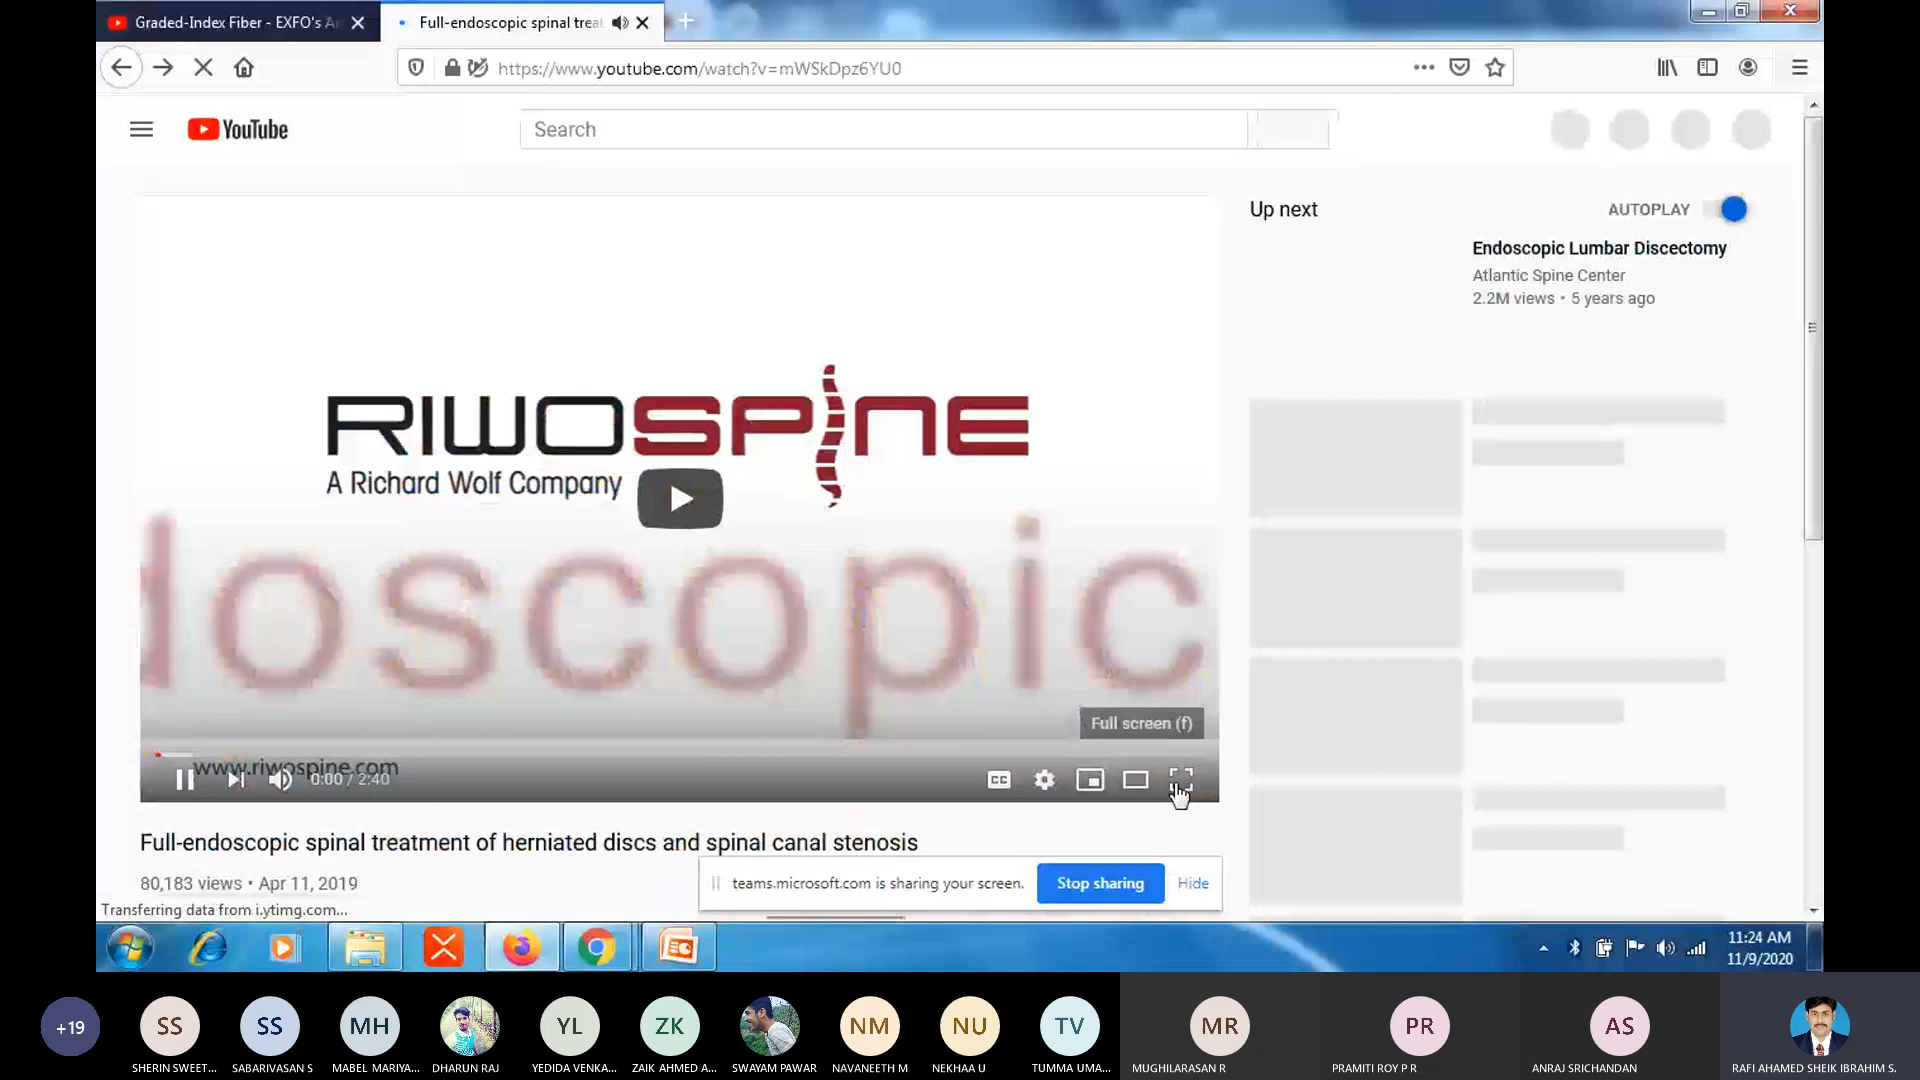 Graded-Index Fiber - EXFO's An
Full-endoscopic spinal treat
https://www.youtube.com/watch?v=mWSkDpz6YU0
YouTube
Search
Up next
AUTOPLAY
Endoscopic Lumbar Discectomy
Atlantic Spine Center
2.2M views • 5 years ago
RIWOSPINE
A Richard Wolf Company
doscopic
Full screen (f)
www.riwospine.com
0:00 / 2:40
CC
Full-endoscopic spinal treatment of herniated discs and spinal canal stenosis
80,183 views • Apr 11, 2019
teams.microsoft.com is sharing your screen.
Stop sharing
Hide
Transferring data from i.ytimg.com...
11:24 AM
11/9/2020
+19
SS
SS
MH
YL
ZK
NM
NU
TV
MR
PR
AS
SHERIN SWEET...
SABARIVASAN S
MABEL MARIYA...
DHARUN RAJ
YEDIDA VENKA...
ZAIK AHMED A...
SWAYAM PAWAR
NAVANEETH M
NEKHAA U
TUMMA UMA...
MUGHILARASAN R
PRAMITI ROY P R
ANRAJ SRICHANDAN
RAFI AHAMED SHEIK IBRAHIM S.